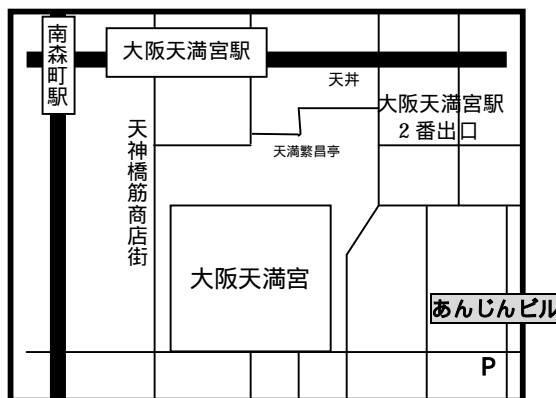 南森町駅
大阪天満宮駅
天丼
大阪天満宮駅
2番出口
天満繁昌亭
天神橋筋商店街
大阪天満宮
あんじんビル
P